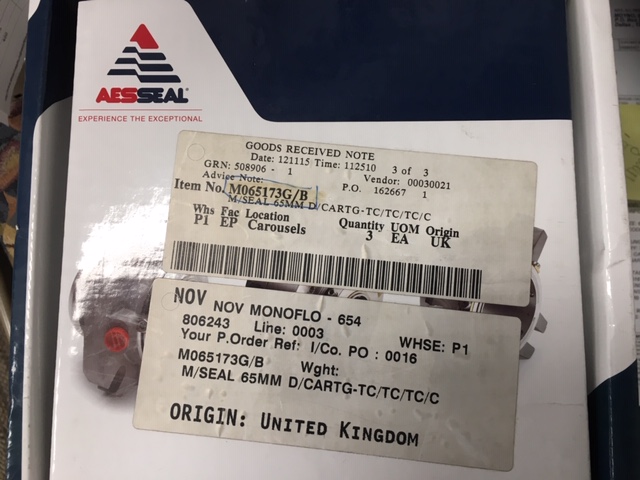 AESSEAL
EXPERIENCE THE EXCEPTIONAL
GOODS RECEIVED NOTE
Date: 121115 Time: 112510 3 of 3
GRN: 508906 - 1 Vendor: 00030021
Advice Note: P.O. 162667 1
Item No. M065173G/B
M/SEAL 65MM D/CARTG-TC/TC/TC/C
Whs Fac Location Quantity UOM Origin
P1 EP Carousels 3 EA UK
NOV NOV MONOFLO - 654
806243 Line: 0003 WHSE: P1
Your P.Order Ref: I/Co. PO : 0016
M065173G/B Wght:
M/SEAL 65MM D/CARTG-TC/TC/TC/C
ORIGIN: UNITED KINGDOM